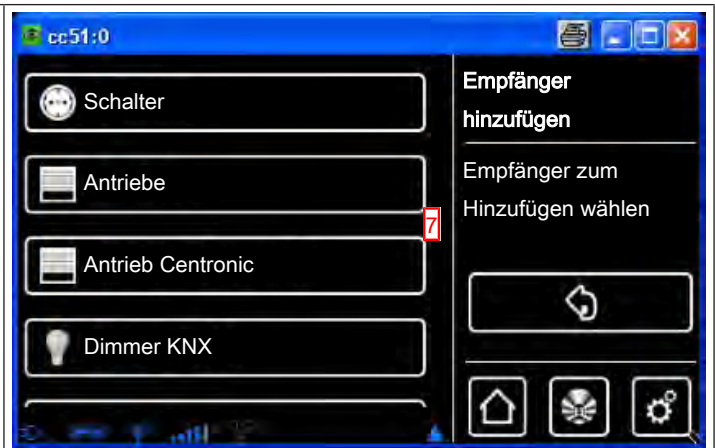 cc51:0
Schalter
Antriebe
Antrieb Centronic
Dimmer KNX
7
Empfänger
hinzufügen
Empfänger zum
Hinzufügen wählen